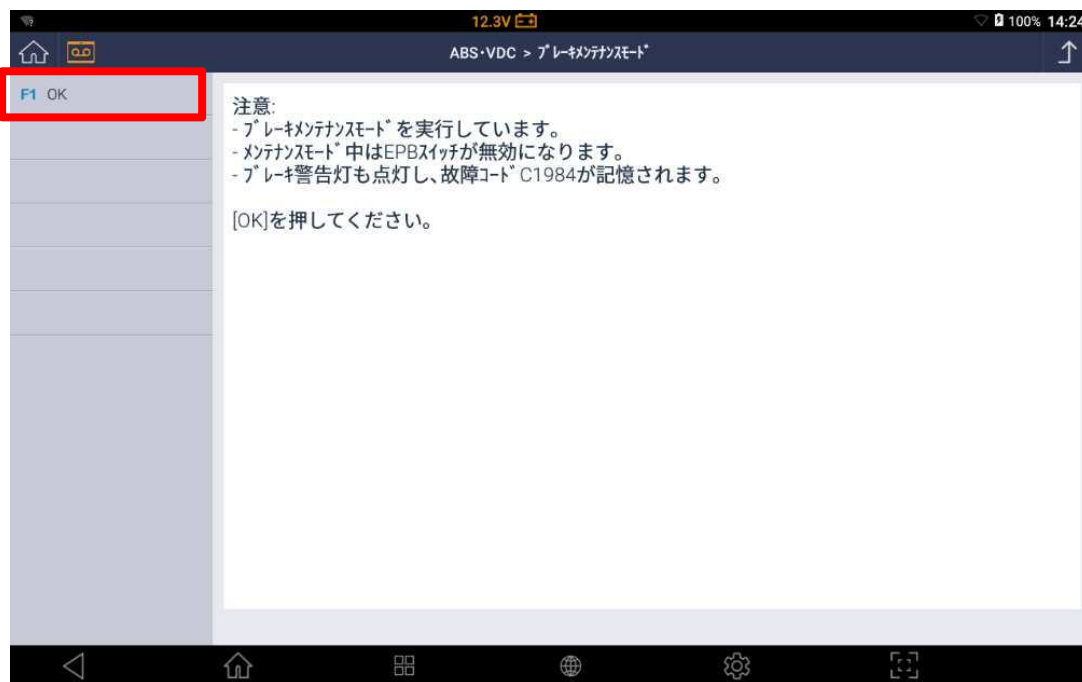 12.3V
100% 14:24
ABS･VDC > ﾌﾞﾚｰｷﾒﾝﾃﾅﾝｽﾓｰﾄﾞ
F1 OK
注意:
- ﾌﾞﾚｰｷﾒﾝﾃﾅﾝｽﾓｰﾄﾞを実行しています。
- ﾒﾝﾃﾅﾝｽﾓｰﾄﾞ中はEPBｽｲｯﾁが無効になります。
- ﾌﾞﾚｰｷ警告灯も点灯し､故障ｺｰﾄﾞC1984が記憶されます。
[OK]を押してください。